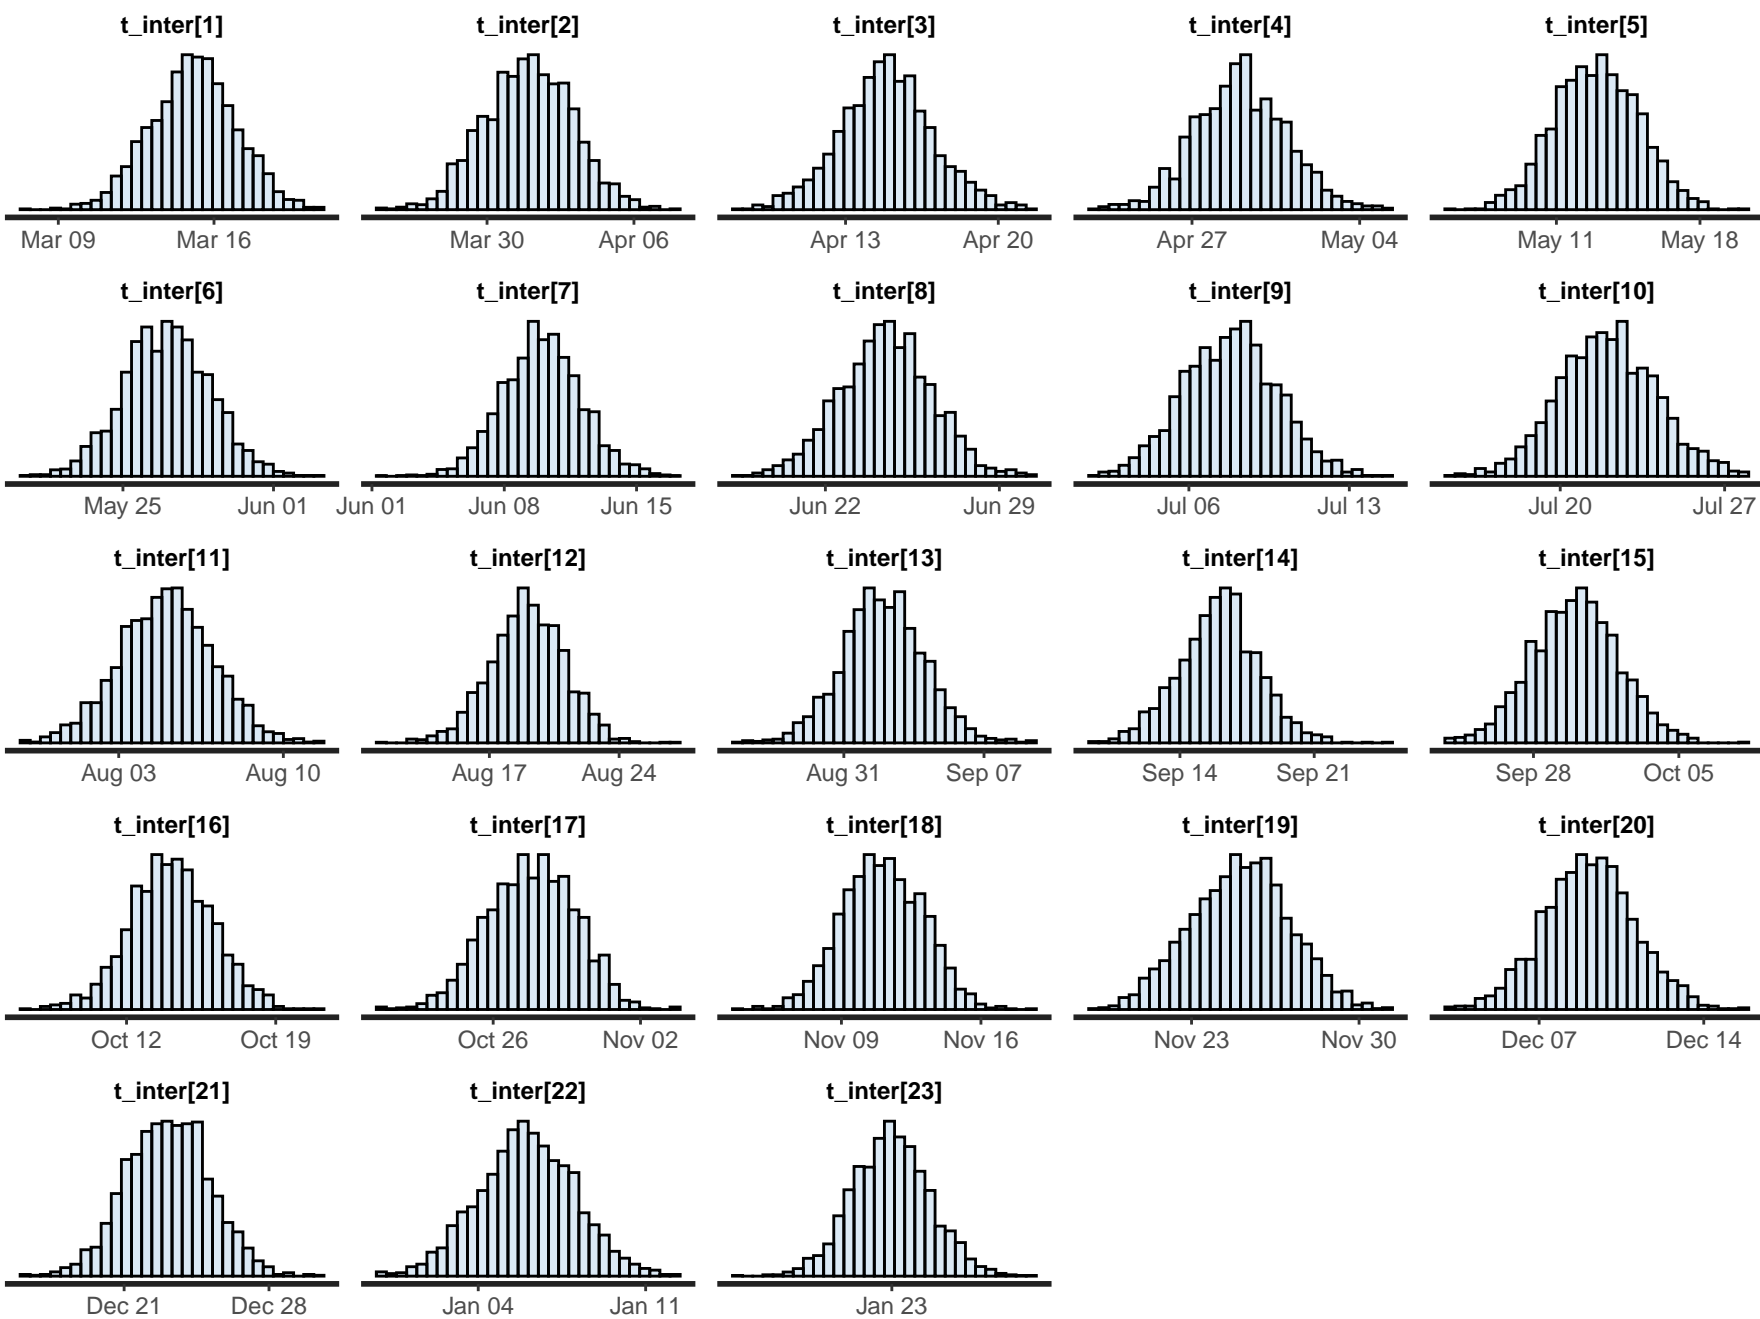 t_inter[1] t_inter[2] t_inter[3] t_inter[4] t_inter[5]
Mar 09 Mar 16 Mar 30 Apr 06 Apr 13 Apr 20 Apr 27 May 04 May 11 May 18
t_inter[6] t_inter[7] t_inter[8] t_inter[9] t_inter[10]
May 25 Jun 01 Jun 01 Jun 08 Jun 15 Jun 22 Jun 29 Jul 06 Jul 13 Jul 20 Jul 27
t_inter[11] t_inter[12] t_inter[13] t_inter[14] t_inter[15]
Aug 03 Aug 10 Aug 17 Aug 24 Aug 31 Sep 07 Sep 14 Sep 21 Sep 28 Oct 05
t_inter[16] t_inter[17] t_inter[18] t_inter[19] t_inter[20]
Oct 12 Oct 19 Oct 26 Nov 02 Nov 09 Nov 16 Nov 23 Nov 30 Dec 07 Dec 14
t_inter[21] t_inter[22] t_inter[23]
Dec 21 Dec 28 Jan 04 Jan 11 Jan 23